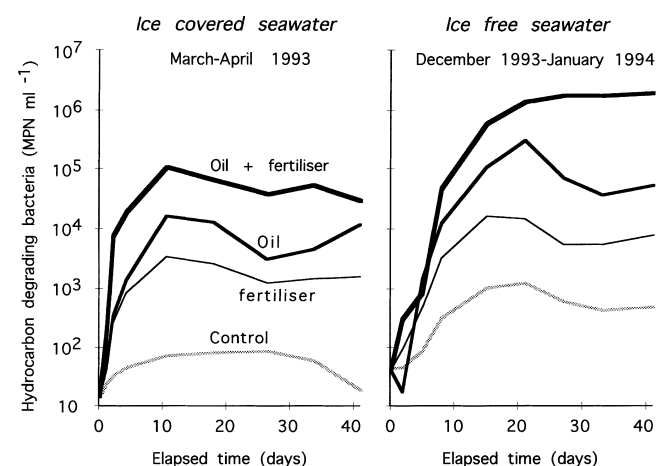 Ice covered seawater
March-April 1993
Hydrocarbon degrading bacteria (MPN ml -1)
10^7
10^6
10^5
10^4
10^3
10^2
10
Oil + fertiliser
Oil
fertiliser
Control
0 10 20 30 40
Elapsed time (days)
Ice free seawater
December 1993-January 1994
0 10 20 30 40
Elapsed time (days)